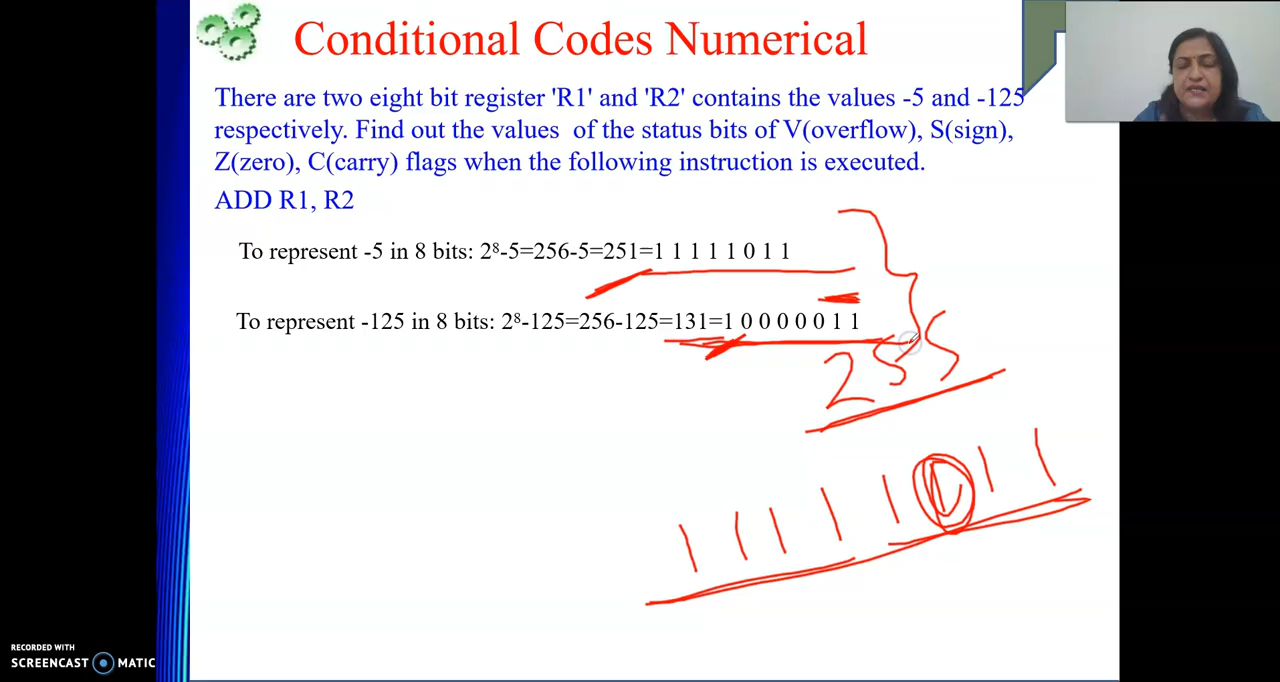 Conditional Codes Numerical
There are two eight bit register 'R1' and 'R2' contains the values -5 and -125
respectively. Find out the values of the status bits of V(overflow), S(sign),
Z(zero), C(carry) flags when the following instruction is executed.
ADD R1, R2
To represent -5 in 8 bits: 2⁸-5=256-5=251=1 1 1 1 1 0 1 1
To represent -125 in 8 bits: 2⁸-125=256-125=131=1 0 0 0 0 0 1 1
255
1 1 1 1 1 0 1 1
RECORDED WITH
SCREENCAST MATIC